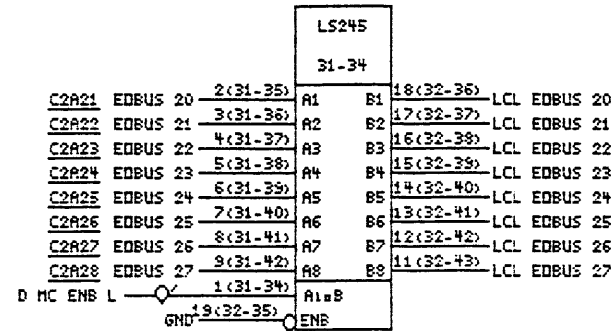 LS245
31-34
C2A21 EDBUS 20 2(31-35) A1 B1 18(32-36) LCL EDBUS 20
C2A22 EDBUS 21 3(31-36) A2 B2 17(32-37) LCL EDBUS 21
C2A23 EDBUS 22 4(31-37) A3 B3 16(32-38) LCL EDBUS 22
C2A24 EDBUS 23 5(31-38) A4 B4 15(32-39) LCL EDBUS 23
C2A25 EDBUS 24 6(31-39) A5 B5 14(32-40) LCL EDBUS 24
C2A26 EDBUS 25 7(31-40) A6 B6 13(32-41) LCL EDBUS 25
C2A27 EDBUS 26 8(31-41) A7 B7 12(32-42) LCL EDBUS 26
C2A28 EDBUS 27 9(31-42) A8 B8 11(32-43) LCL EDBUS 27
D MC ENB L 1(31-34) A1=B
GND 19(32-35) ENB